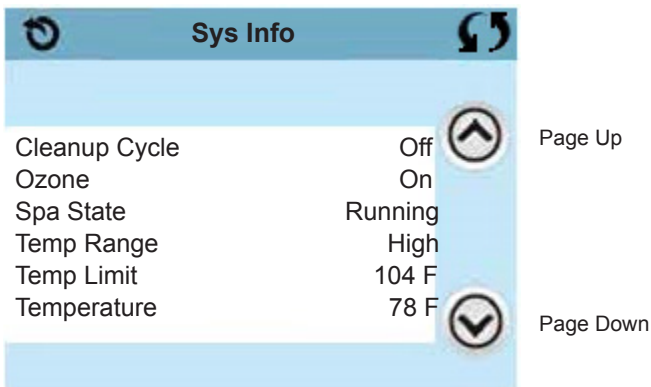 Sys Info
Page Up
Cleanup Cycle Off
Ozone On
Spa State Running
Temp Range High
Temp Limit 104 F
Temperature 78 F
Page Down